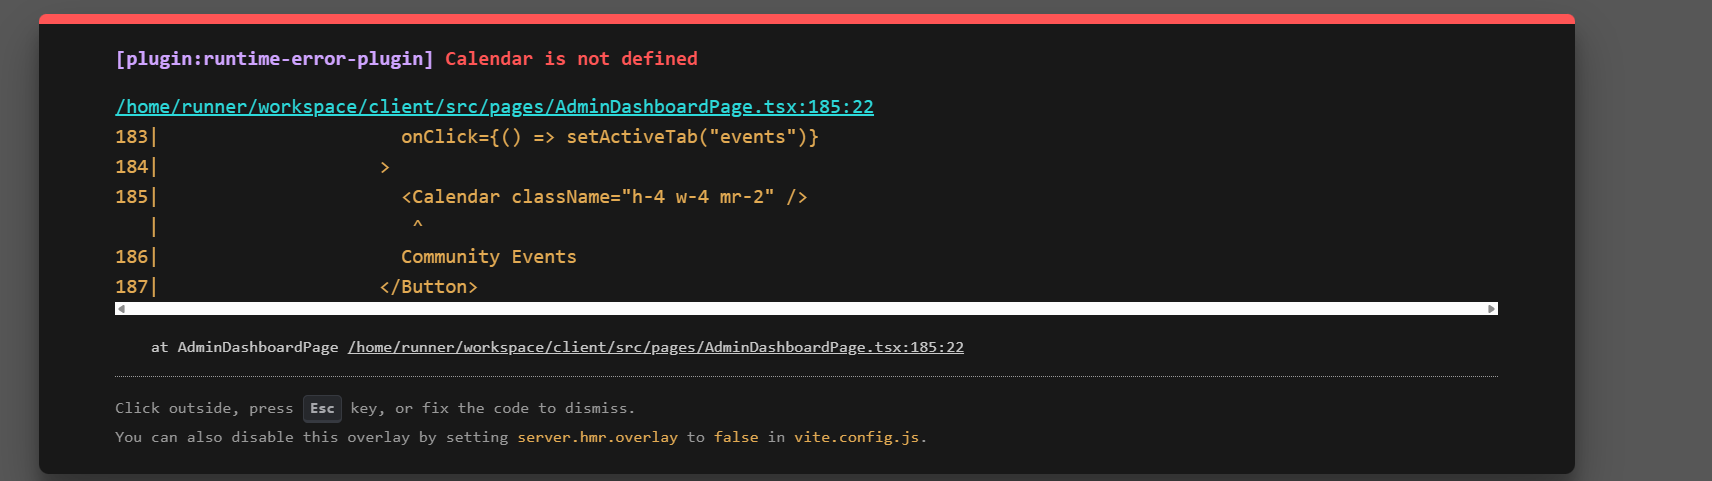 [plugin:runtime-error-plugin] Calendar is not defined
/home/runner/workspace/client/src/pages/AdminDashboardPage.tsx:185:22
183|                      onClick={() => setActiveTab("events")}
184|                    >
185|                      <Calendar className="h-4 w-4 mr-2" />
   |                       ^
186|                      Community Events
187|                    </Button>
at AdminDashboardPage /home/runner/workspace/client/src/pages/AdminDashboardPage.tsx:185:22
Click outside, press Esc key, or fix the code to dismiss.
You can also disable this overlay by setting server.hmr.overlay to false in vite.config.js.